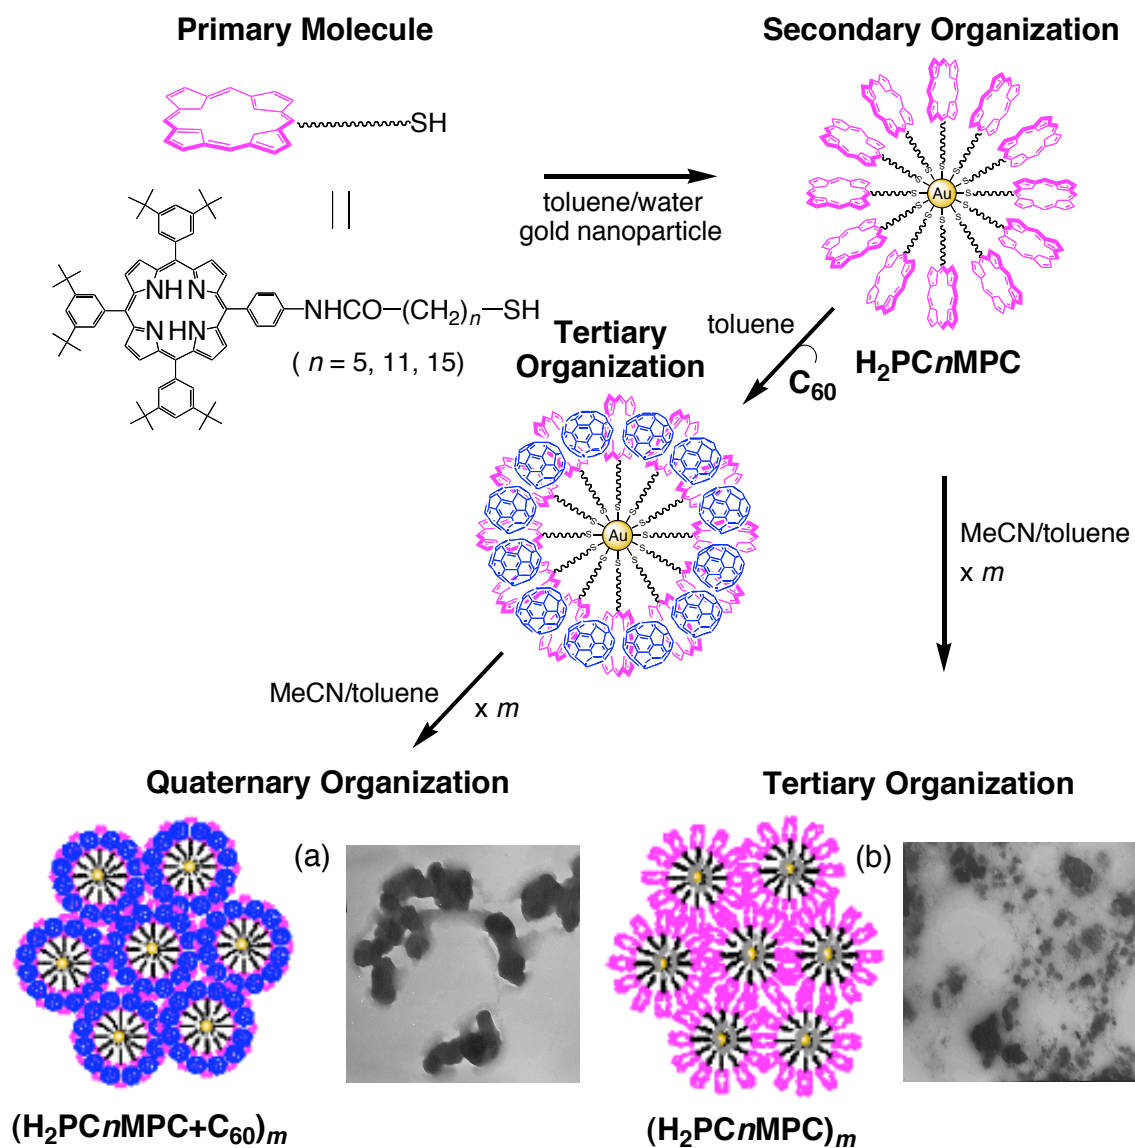 Primary Molecule
Secondary Organization
SH
S S S S S S S S S S S S
Au
toluene/water
gold nanoparticle
NH N
N HN
NHCO–(CH₂)n–SH
( n = 5, 11, 15)
toluene
C₆₀
H₂PCnMPC
Tertiary
Organization
S S S S S S S S S S S S
Au
MeCN/toluene
x m
MeCN/toluene
x m
Quaternary Organization
Tertiary Organization
(a)
(b)
(H₂PCnMPC+C₆₀)m
(H₂PCnMPC)m